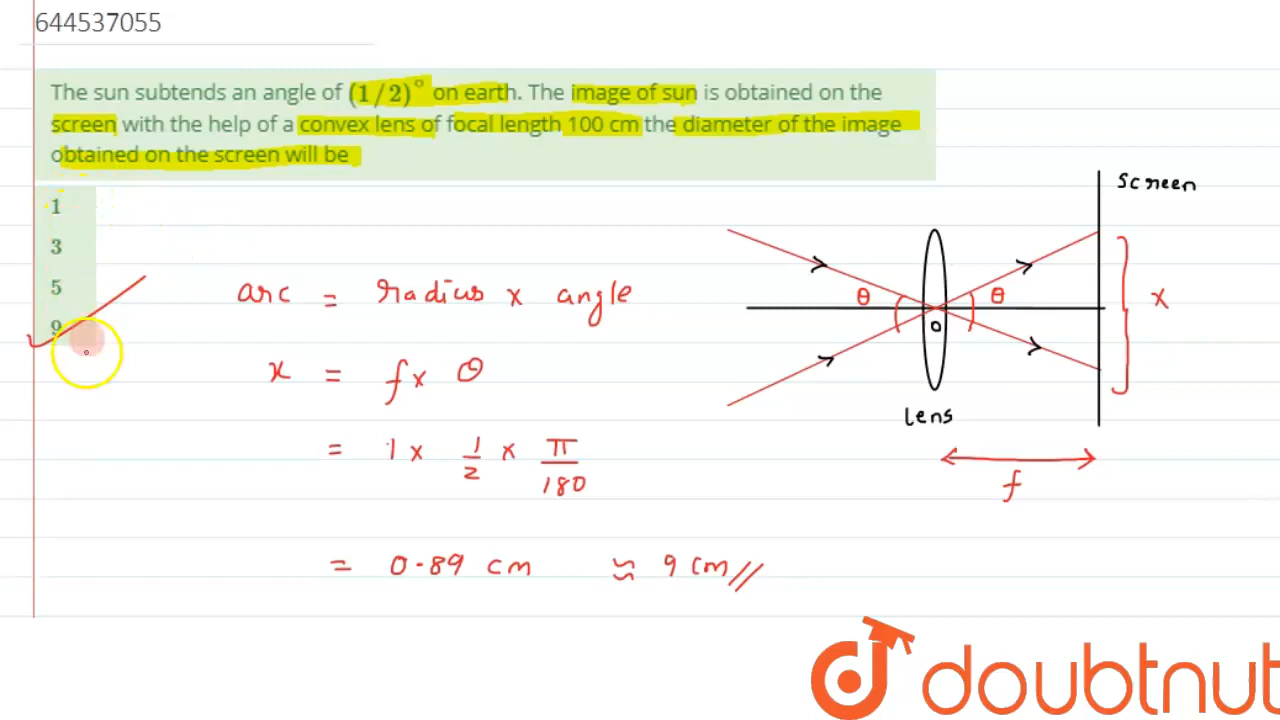 644537055
The sun subtends an angle of (1/2)° on earth. The image of sun is obtained on the
screen with the help of a convex lens of focal length 100 cm the diameter of the image
obtained on the screen will be
1
3
5
9
arc = radius x angle
x = f x θ
= 1 x 1/2 x π/180
= 0.89 cm ≈ 9 cm //
screen
θ
θ
x
o
lens
f
doubtnut